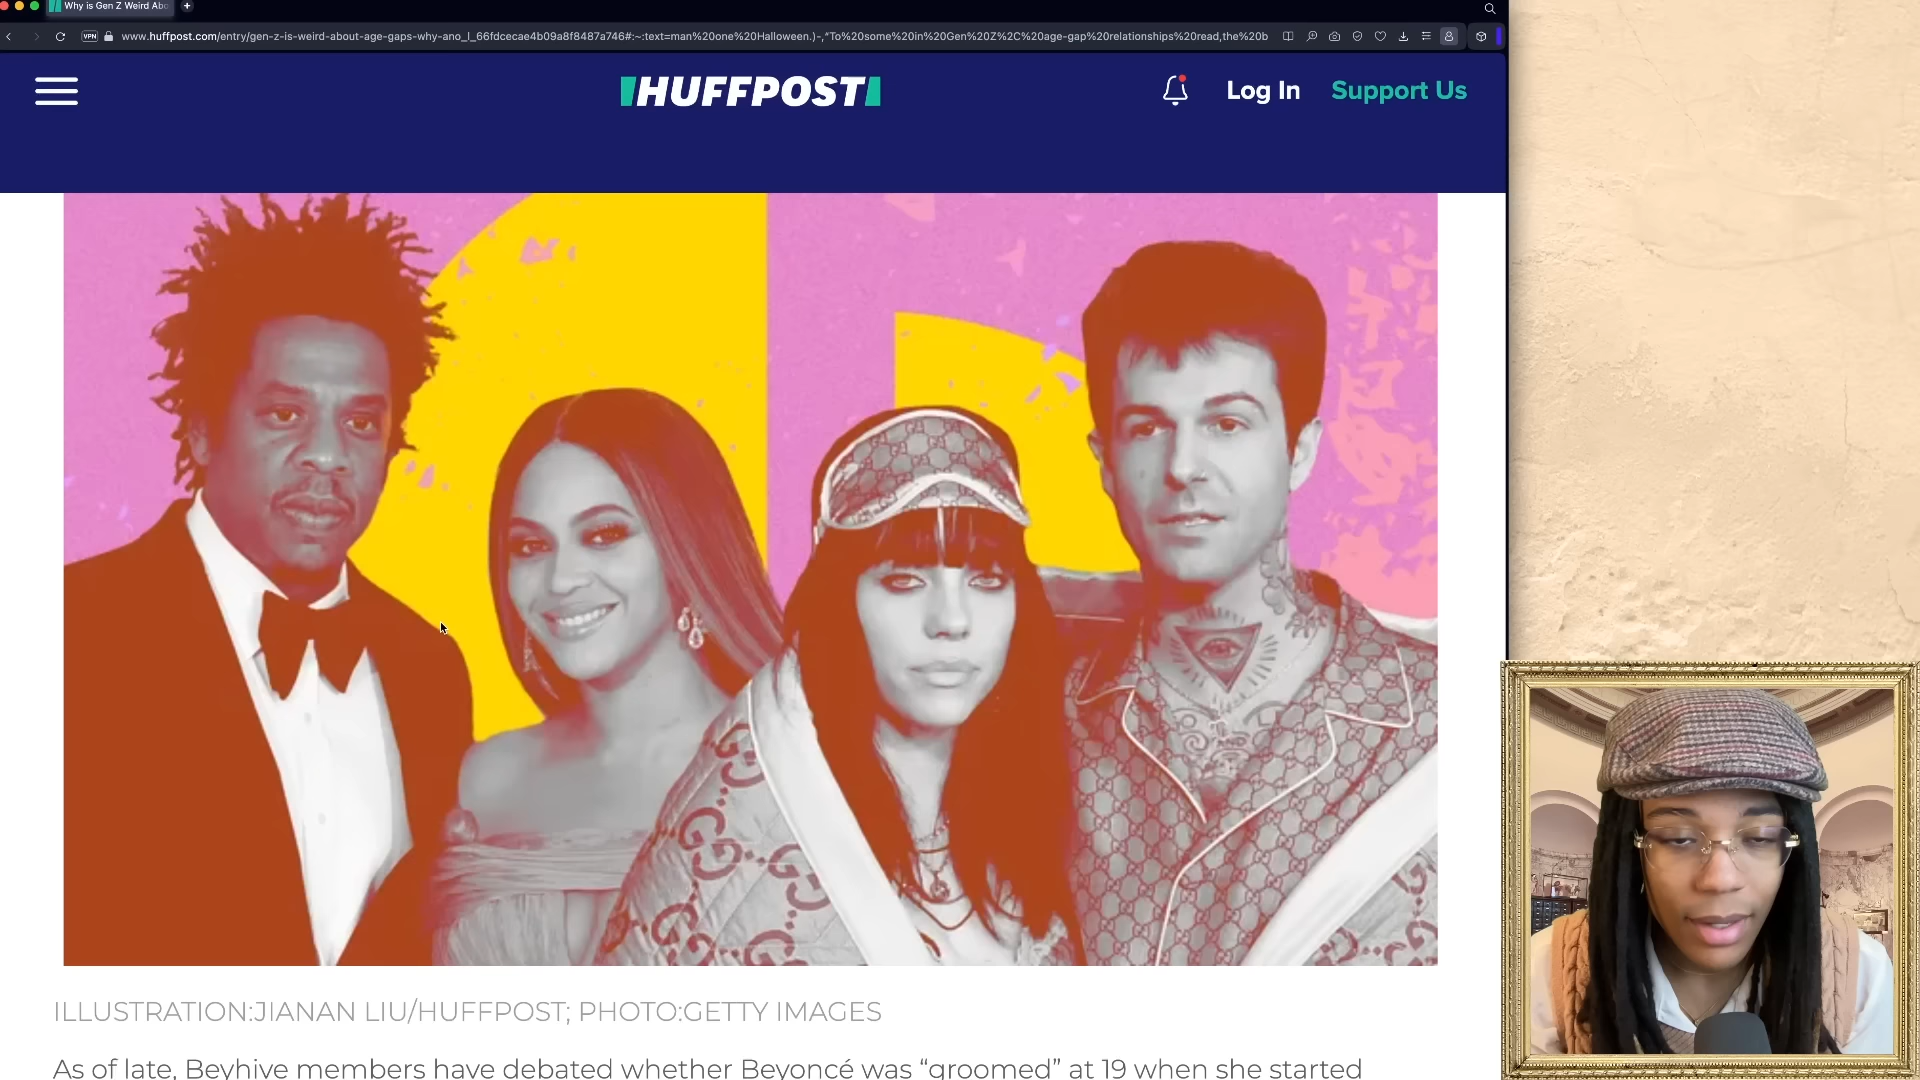 Why is Gen Z Weird Abo
VPN
www.huffpost.com/entry/gen-z-is-weird-about-age-gaps-why-ano_l_66fdcecae4b09a8f8487a746#:~:text=man%20one%20Halloween.)-,“To%20some%20in%20Gen%20Z%2C%20age-gap%20relationships%20read,the%20b
HUFFPOST
Log In
Support Us
ILLUSTRATION:JIANAN LIU/HUFFPOST; PHOTO:GETTY IMAGES
As of late, Beyhive members have debated whether Beyoncé was “groomed” at 19 when she started